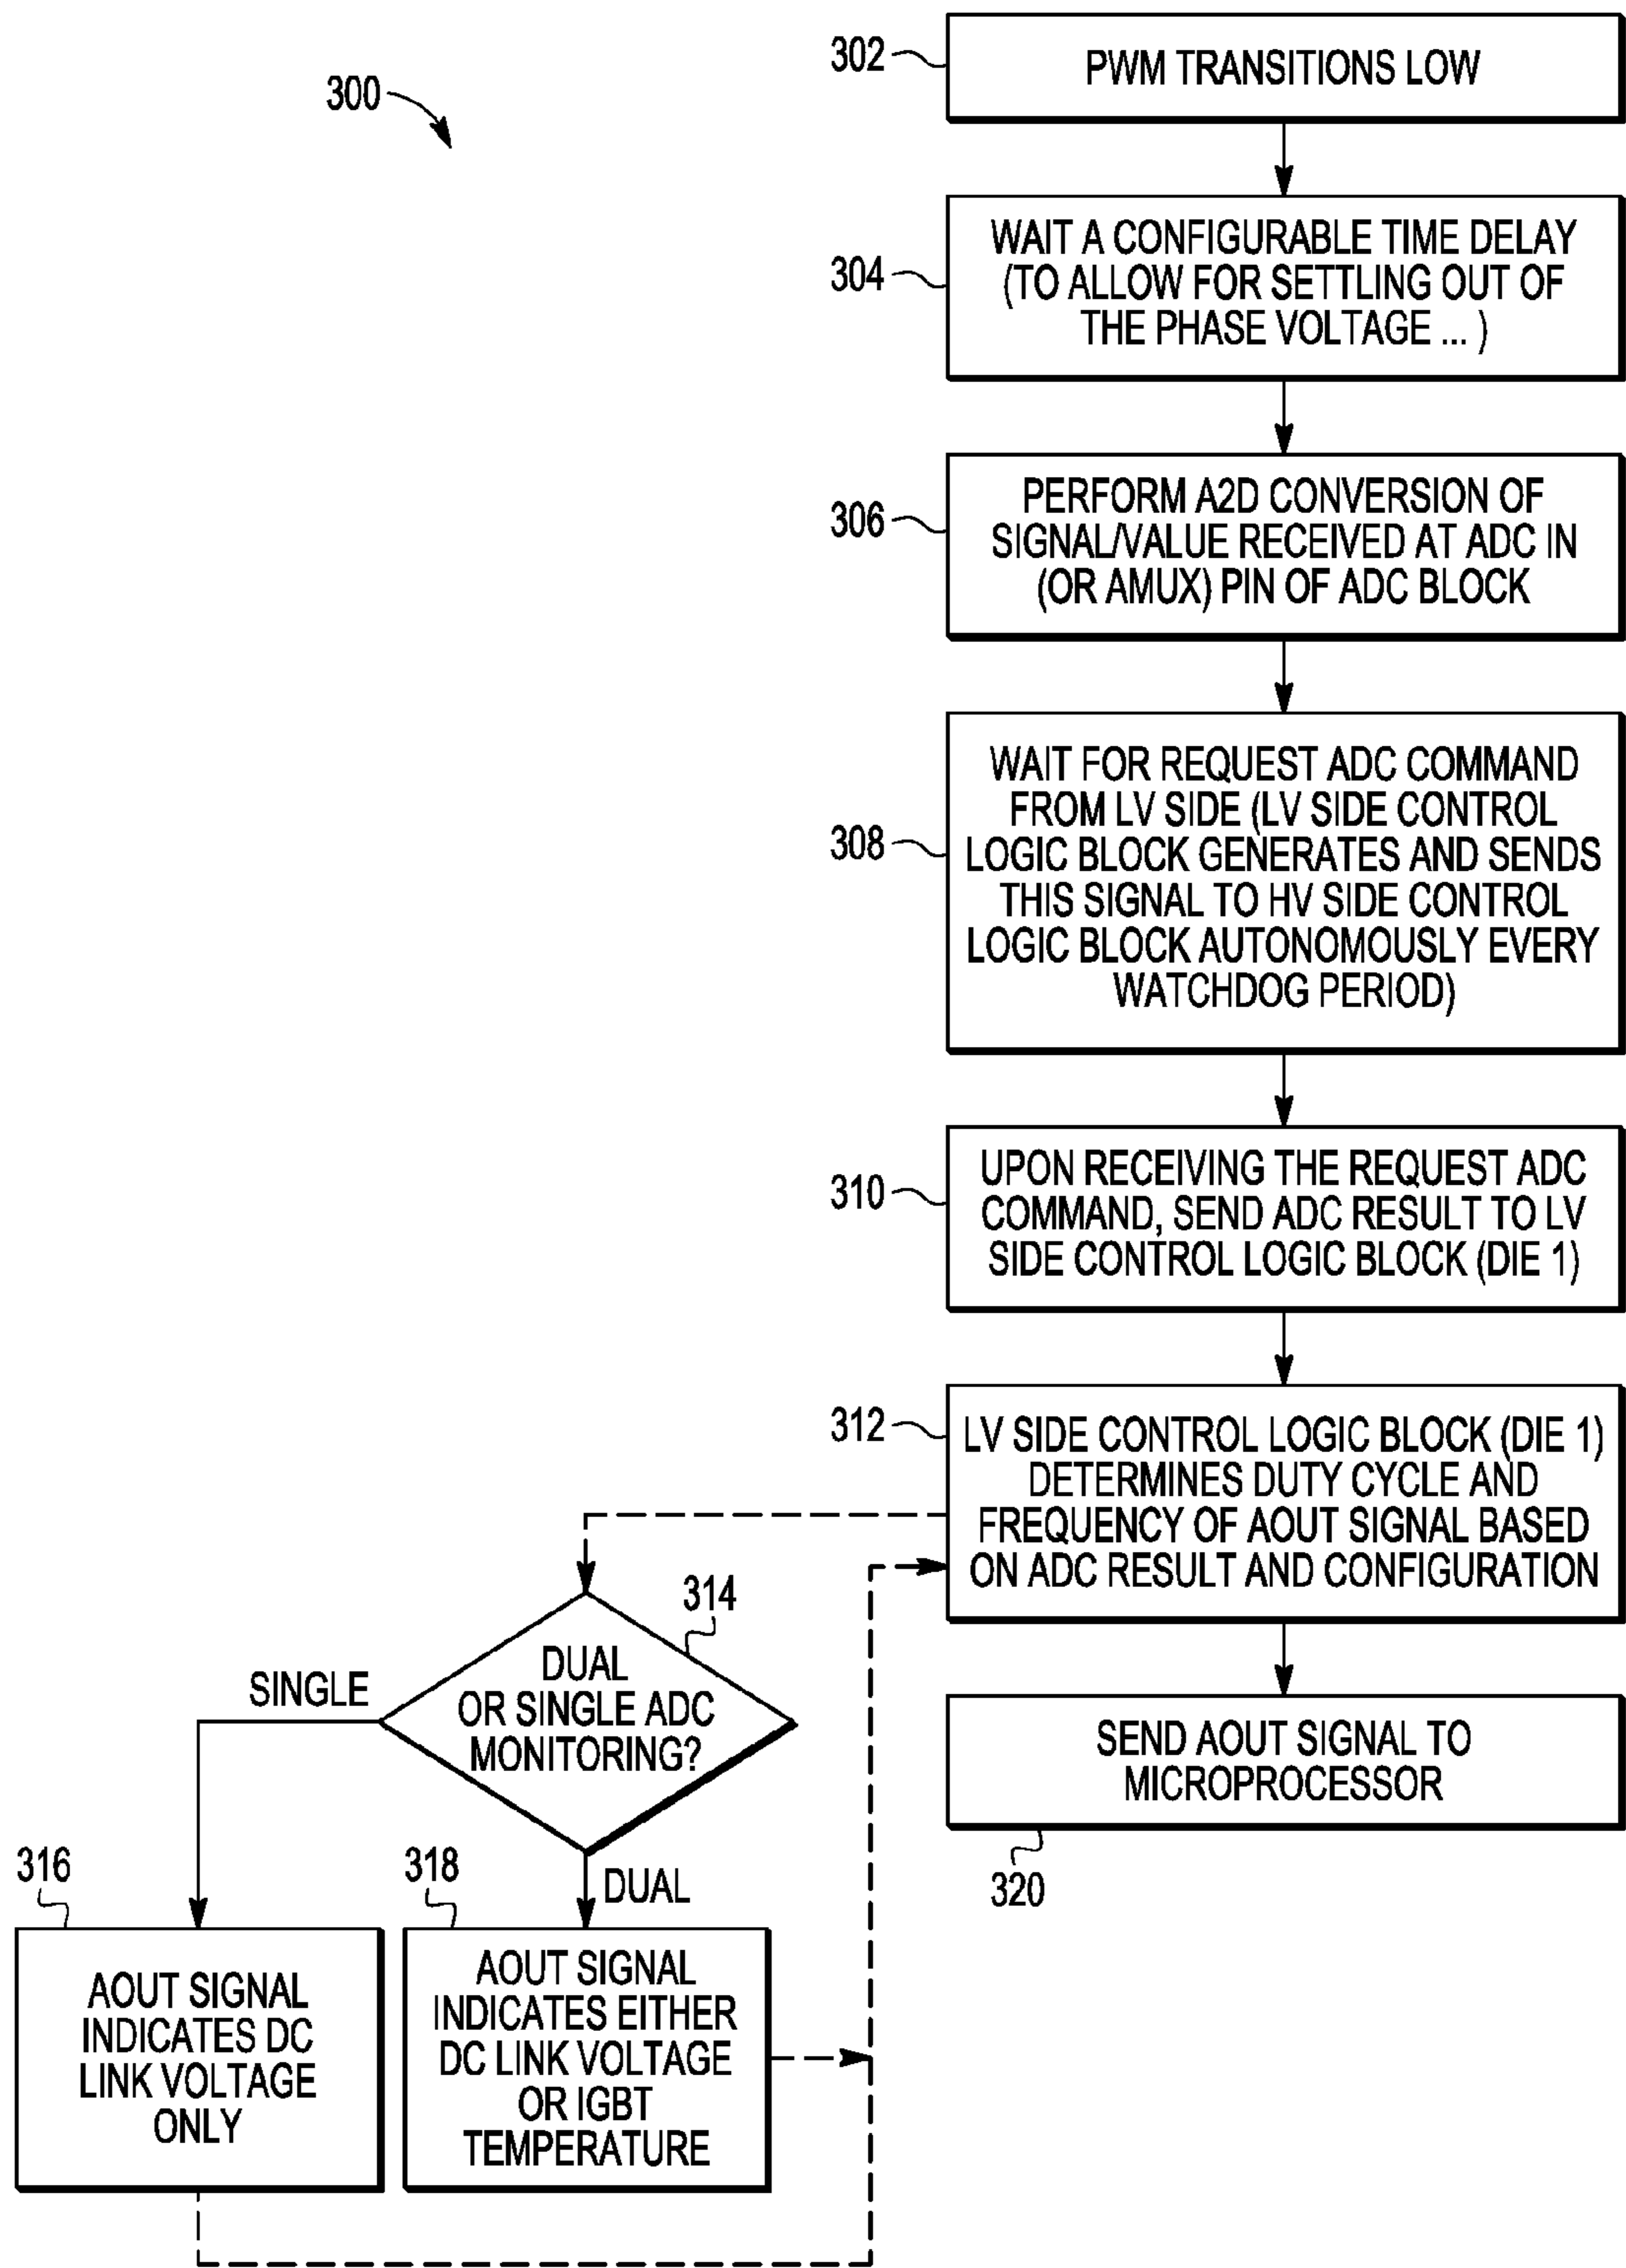 300
302
PWM TRANSITIONS LOW
304
WAIT A CONFIGURABLE TIME DELAY
(TO ALLOW FOR SETTLING OUT OF
THE PHASE VOLTAGE ... )
306
PERFORM A2D CONVERSION OF
SIGNAL/VALUE RECEIVED AT ADC IN
(OR AMUX) PIN OF ADC BLOCK
308
WAIT FOR REQUEST ADC COMMAND
FROM LV SIDE (LV SIDE CONTROL
LOGIC BLOCK GENERATES AND SENDS
THIS SIGNAL TO HV SIDE CONTROL
LOGIC BLOCK AUTONOMOUSLY EVERY
WATCHDOG PERIOD)
310
UPON RECEIVING THE REQUEST ADC
COMMAND, SEND ADC RESULT TO LV
SIDE CONTROL LOGIC BLOCK (DIE 1)
312
LV SIDE CONTROL LOGIC BLOCK (DIE 1)
DETERMINES DUTY CYCLE AND
FREQUENCY OF AOUT SIGNAL BASED
ON ADC RESULT AND CONFIGURATION
314
DUAL
OR SINGLE ADC
MONITORING?
SINGLE
DUAL
316
AOUT SIGNAL
INDICATES DC
LINK VOLTAGE
ONLY
318
AOUT SIGNAL
INDICATES EITHER
DC LINK VOLTAGE
OR IGBT
TEMPERATURE
SEND AOUT SIGNAL TO
MICROPROCESSOR
320